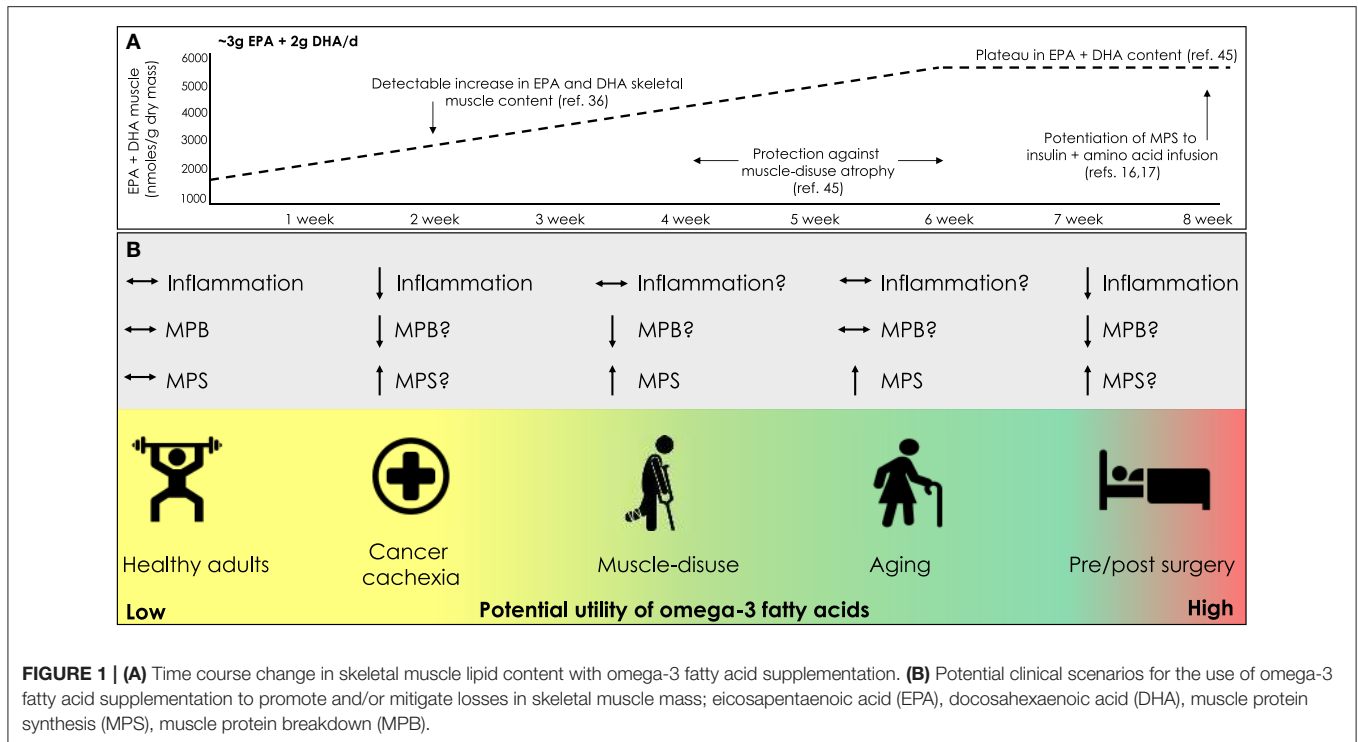 A
~3g EPA + 2g DHA/d
EPA + DHA muscle
(nmoles/g dry mass)
6000
5000
4000
3000
2000
1000
Detectable increase in EPA and DHA skeletal
muscle content (ref. 36)
Plateau in EPA + DHA content (ref. 45)
Protection against
muscle-disuse atrophy
(ref. 45)
Potentiation of MPS to
insulin + amino acid infusion
(refs. 16,17)
1 week 2 week 3 week 4 week 5 week 6 week 7 week 8 week
B
↔ Inflammation ↓ Inflammation ↔ Inflammation? ↔ Inflammation? ↓ Inflammation
↔ MPB ↓ MPB? ↓ MPB? ↔ MPB? ↓ MPB?
↔ MPS ↑ MPS? ↑ MPS ↑ MPS ↑ MPS?
Healthy adults
Cancer
cachexia
Muscle-disuse
Aging
Pre/post surgery
Low Potential utility of omega-3 fatty acids High
FIGURE 1 | (A) Time course change in skeletal muscle lipid content with omega-3 fatty acid supplementation. (B) Potential clinical scenarios for the use of omega-3
fatty acid supplementation to promote and/or mitigate losses in skeletal muscle mass; eicosapentaenoic acid (EPA), docosahexaenoic acid (DHA), muscle protein
synthesis (MPS), muscle protein breakdown (MPB).